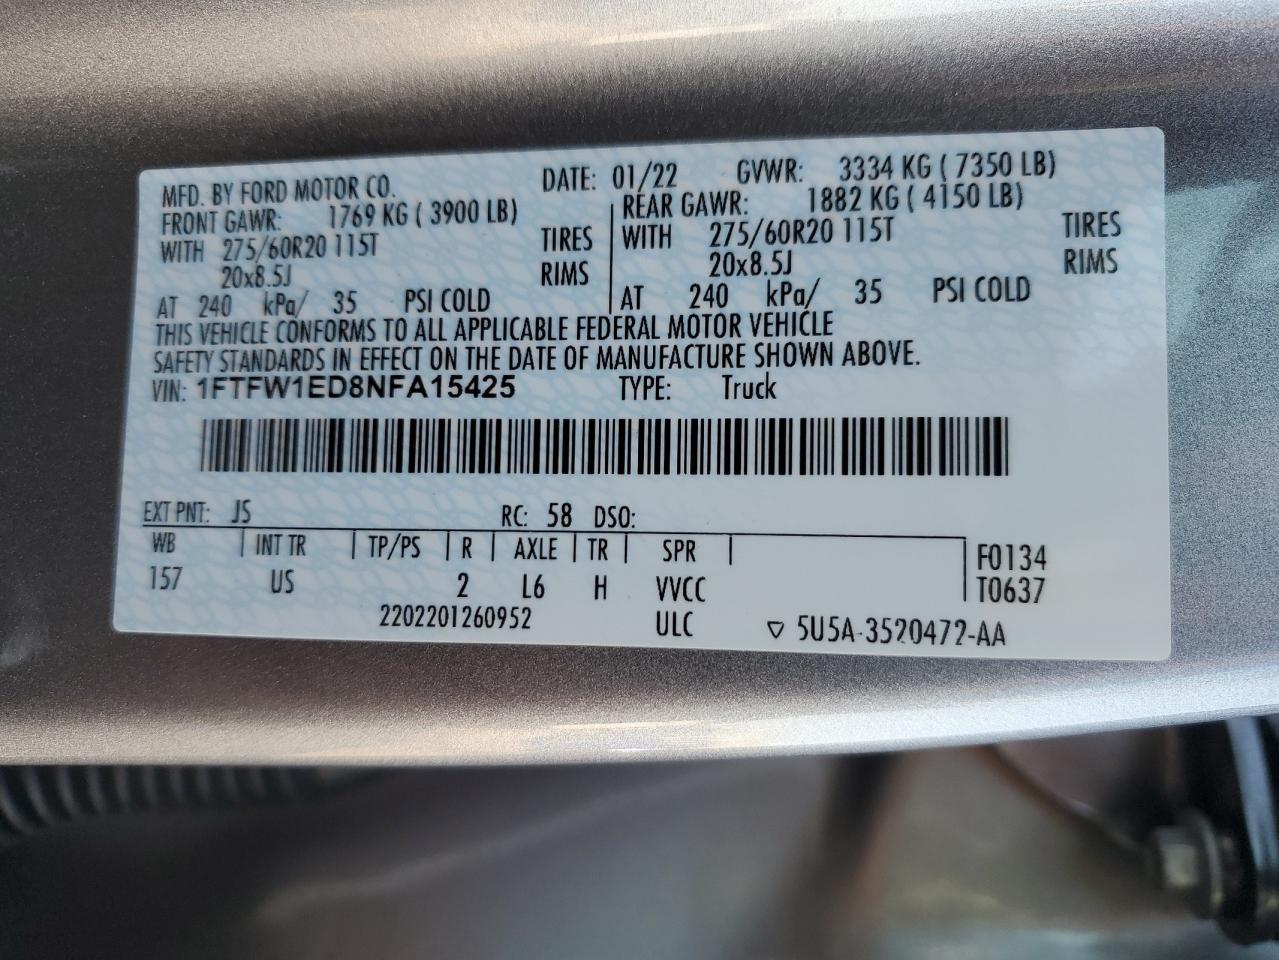 MFD. BY FORD MOTOR CO. DATE: 01/22 GVWR: 3334 KG ( 7350 LB)
FRONT GAWR: 1769 KG ( 3900 LB) REAR GAWR: 1882 KG ( 4150 LB)
WITH 275/60R20 115T TIRES WITH 275/60R20 115T TIRES
20x8.5J RIMS 20x8.5J RIMS
AT 240 kPa/ 35 PSI COLD AT 240 kPa/ 35 PSI COLD
THIS VEHICLE CONFORMS TO ALL APPLICABLE FEDERAL MOTOR VEHICLE
SAFETY STANDARDS IN EFFECT ON THE DATE OF MANUFACTURE SHOWN ABOVE.
VIN: 1FTFW1ED8NFA15425 TYPE: Truck
EXT PNT: JS RC: 58 DSO:
WB INT TR TP/PS R AXLE TR SPR F0134
157 US 2 L6 H VVCC T0637
2202201260952 ULC ▽ 5U5A-3520472-AA